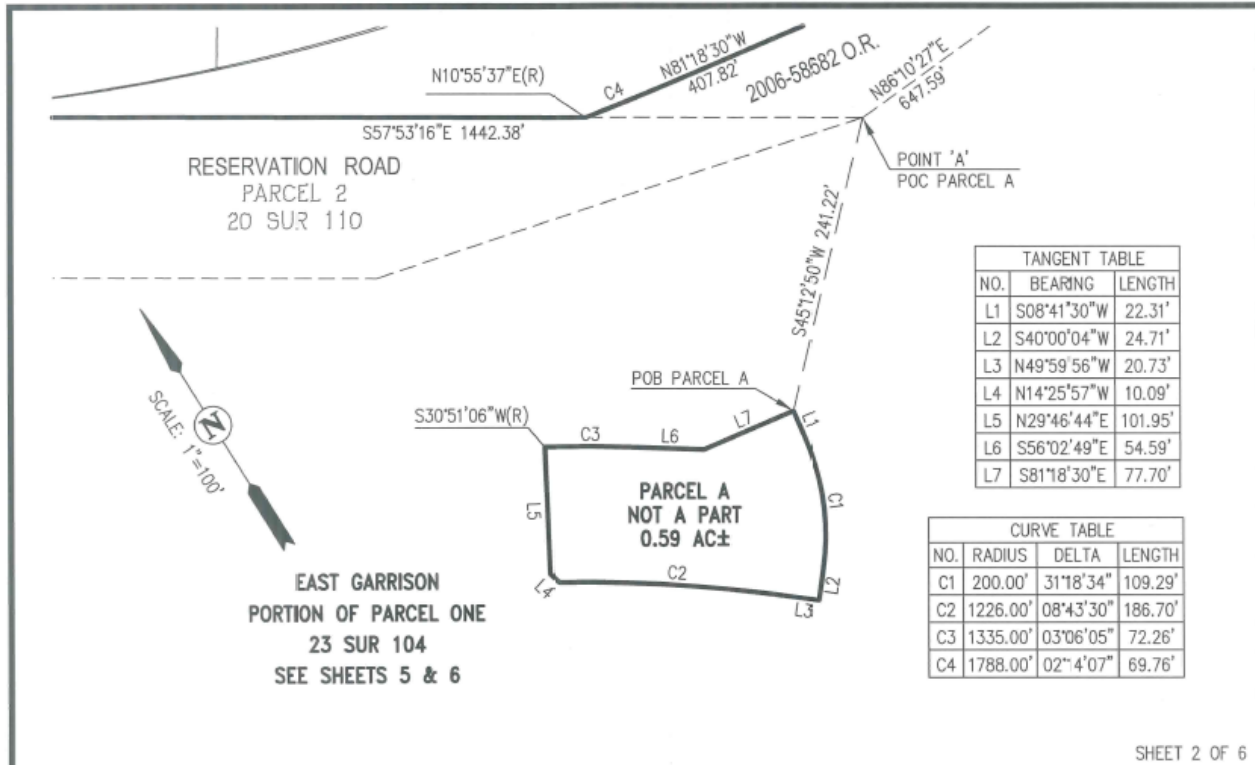 N10°55'37"E(R)
C4
N81°18'30"W
407.82'
2006-58682 O.R.
N86°10'27"E
647.59'
S57°53'16"E 1442.38'
RESERVATION ROAD
PARCEL 2
20 SUR 110
POINT 'A'
POC PARCEL A
S45°12'50"W 241.22'
TANGENT TABLE
NO. BEARING LENGTH
L1 S08°41'30"W 22.31'
L2 S40°00'04"W 24.71'
L3 N49°59'56"W 20.73'
L4 N14°25'57"W 10.09'
L5 N29°46'44"E 101.95'
L6 S56°02'49"E 54.59'
L7 S81°18'30"E 77.70'
SCALE: 1"=100'
N
POB PARCEL A
S30°51'06"W(R)
C3
L6
L7
L1
L5
PARCEL A
NOT A PART
0.59 AC±
C1
C2
L4
L3
L2
CURVE TABLE
NO. RADIUS DELTA LENGTH
C1 200.00' 31°18'34" 109.29'
C2 1226.00' 08°43'30" 186.70'
C3 1335.00' 03°06'05" 72.26'
C4 1788.00' 02°14'07" 69.76'
EAST GARRISON
PORTION OF PARCEL ONE
23 SUR 104
SEE SHEETS 5 & 6
SHEET 2 OF 6